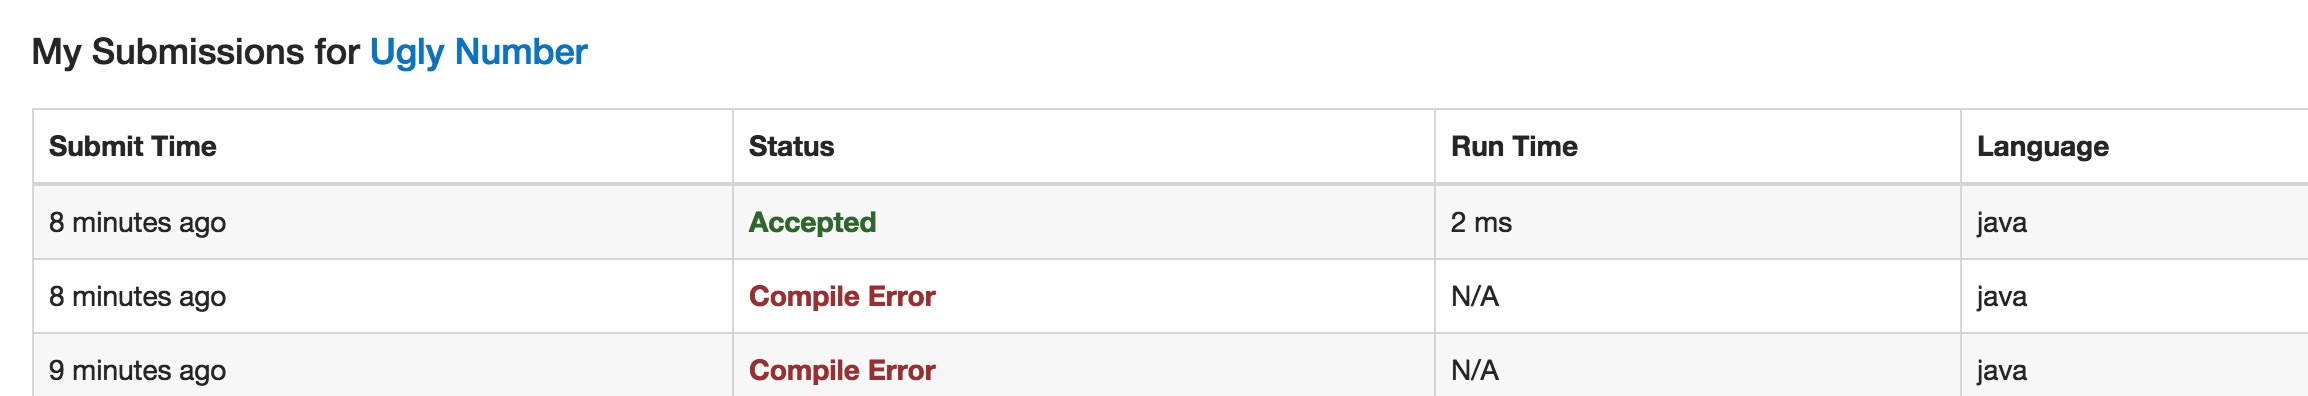 My Submissions for Ugly Number
Submit Time Status Run Time Language
8 minutes ago Accepted 2 ms java
8 minutes ago Compile Error N/A java
9 minutes ago Compile Error N/A java